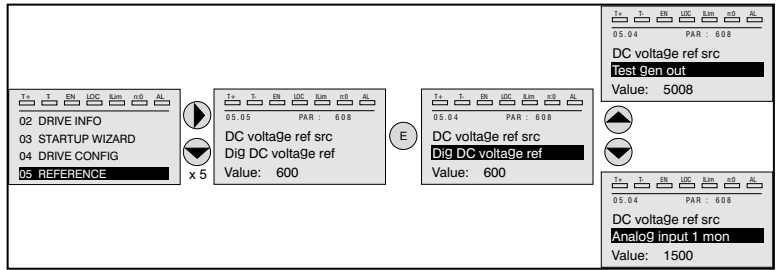 T+ T- EN LOC ILim n:0 AL
02 DRIVE INFO
03 STARTUP WIZARD
04 DRIVE CONFIG
05 REFERENCE
x 5
T+ T- EN LOC ILim n:0 AL
05.05 PAR : 608
DC voltage ref src
Dig DC voltage ref
Value: 600
E
T+ T- EN LOC ILim n:0 AL
05.04 PAR : 608
DC voltage ref src
Dig DC voltage ref
Value: 600
T+ T- EN LOC ILim n:0 AL
05.04 PAR : 608
DC voltage ref src
Test gen out
Value: 5008
T+ T- EN LOC ILim n:0 AL
05.04 PAR : 608
DC voltage ref src
Analog input 1 mon
Value: 1500